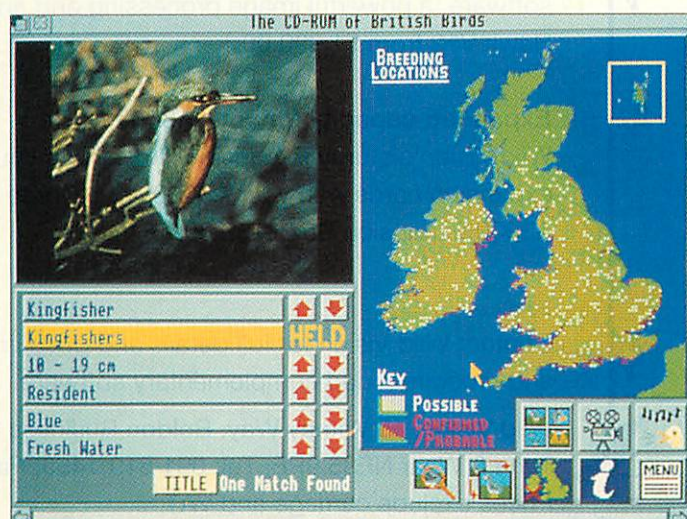 The CD-ROM of British Birds
BREEDING
LOCATIONS
Kingfisher
Kingfishers HELD
10 - 19 cm
Resident
Blue
Fresh Water
TITLE One Match Found
KEY
POSSIBLE
CONFIRMED
/PROBABLE
i
MENU